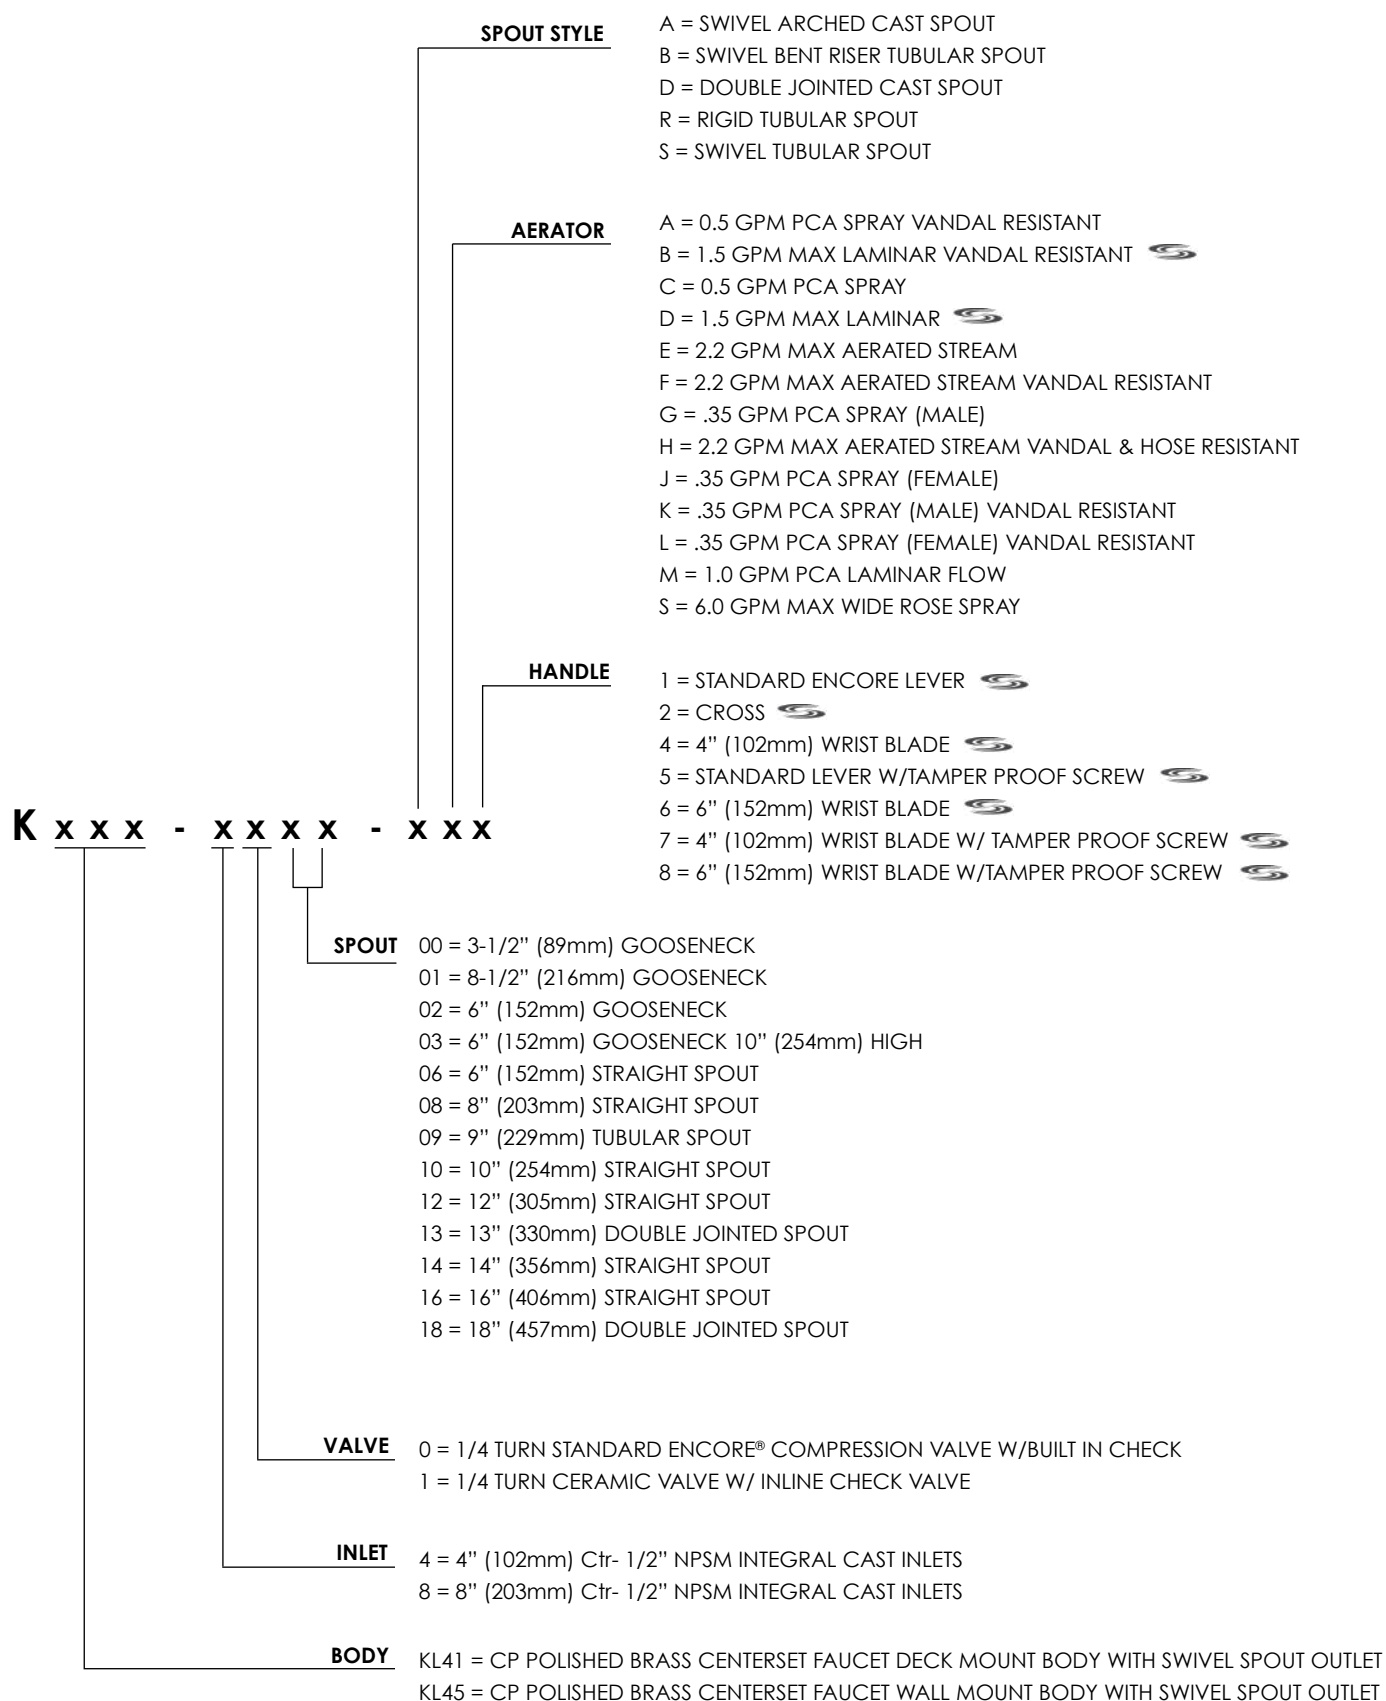 SPOUT STYLE
A = SWIVEL ARCHED CAST SPOUT
B = SWIVEL BENT RISER TUBULAR SPOUT
D = DOUBLE JOINTED CAST SPOUT
R = RIGID TUBULAR SPOUT
S = SWIVEL TUBULAR SPOUT
AERATOR
A = 0.5 GPM PCA SPRAY VANDAL RESISTANT
B = 1.5 GPM MAX LAMINAR VANDAL RESISTANT
C = 0.5 GPM PCA SPRAY
D = 1.5 GPM MAX LAMINAR
E = 2.2 GPM MAX AERATED STREAM
F = 2.2 GPM MAX AERATED STREAM VANDAL RESISTANT
G = .35 GPM PCA SPRAY (MALE)
H = 2.2 GPM MAX AERATED STREAM VANDAL & HOSE RESISTANT
J = .35 GPM PCA SPRAY (FEMALE)
K = .35 GPM PCA SPRAY (MALE) VANDAL RESISTANT
L = .35 GPM PCA SPRAY (FEMALE) VANDAL RESISTANT
M = 1.0 GPM PCA LAMINAR FLOW
S = 6.0 GPM MAX WIDE ROSE SPRAY
HANDLE
1 = STANDARD ENCORE LEVER
2 = CROSS
4 = 4” (102mm) WRIST BLADE
5 = STANDARD LEVER W/TAMPER PROOF SCREW
6 = 6” (152mm) WRIST BLADE
7 = 4” (102mm) WRIST BLADE W/ TAMPER PROOF SCREW
8 = 6” (152mm) WRIST BLADE W/TAMPER PROOF SCREW
K x x x - x x x x - x x x
SPOUT
00 = 3-1/2” (89mm) GOOSENECK
01 = 8-1/2” (216mm) GOOSENECK
02 = 6” (152mm) GOOSENECK
03 = 6” (152mm) GOOSENECK 10” (254mm) HIGH
06 = 6” (152mm) STRAIGHT SPOUT
08 = 8” (203mm) STRAIGHT SPOUT
09 = 9” (229mm) TUBULAR SPOUT
10 = 10” (254mm) STRAIGHT SPOUT
12 = 12” (305mm) STRAIGHT SPOUT
13 = 13” (330mm) DOUBLE JOINTED SPOUT
14 = 14” (356mm) STRAIGHT SPOUT
16 = 16” (406mm) STRAIGHT SPOUT
18 = 18” (457mm) DOUBLE JOINTED SPOUT
VALVE
0 = 1/4 TURN STANDARD ENCORE® COMPRESSION VALVE W/BUILT IN CHECK
1 = 1/4 TURN CERAMIC VALVE W/ INLINE CHECK VALVE
INLET
4 = 4” (102mm) Ctr- 1/2” NPSM INTEGRAL CAST INLETS
8 = 8” (203mm) Ctr- 1/2” NPSM INTEGRAL CAST INLETS
BODY
KL41 = CP POLISHED BRASS CENTERSET FAUCET DECK MOUNT BODY WITH SWIVEL SPOUT OUTLET
KL45 = CP POLISHED BRASS CENTERSET FAUCET WALL MOUNT BODY WITH SWIVEL SPOUT OUTLET